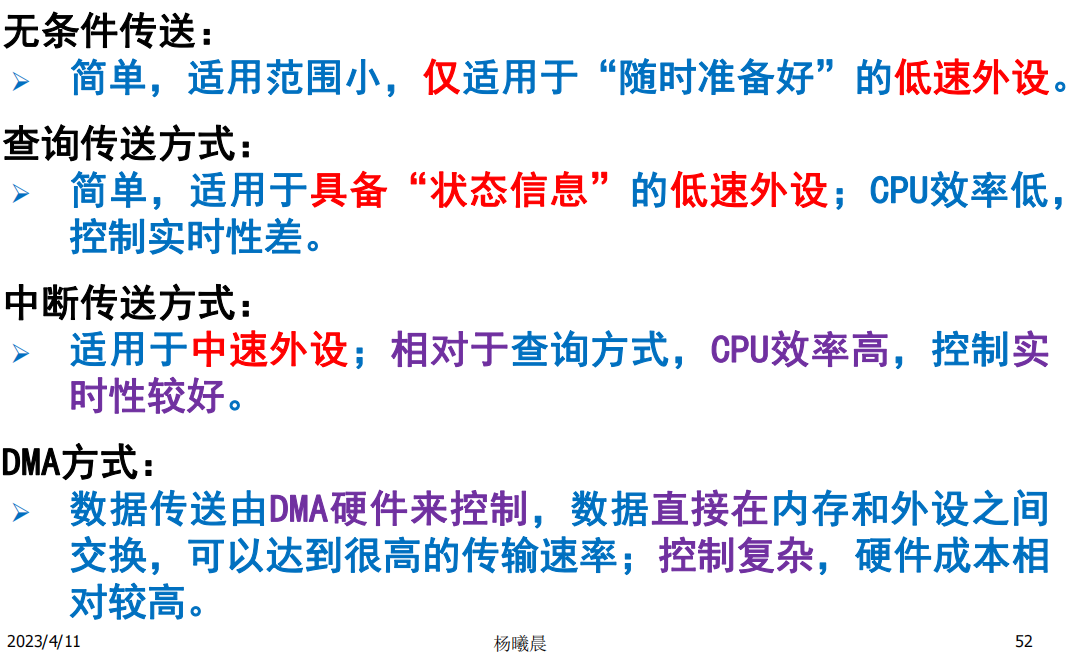 无条件传送：
➢ 简单，适用范围小，仅适用于“随时准备好”的低速外设。
查询传送方式：
➢ 简单，适用于具备“状态信息”的低速外设；CPU效率低，
控制实时性差。
中断传送方式：
➢ 适用于中速外设；相对于查询方式，CPU效率高，控制实
时性较好。
DMA方式：
➢ 数据传送由DMA硬件来控制，数据直接在内存和外设之间
交换，可以达到很高的传输速率；控制复杂，硬件成本相
对较高。
2023/4/11 杨曦晨 52